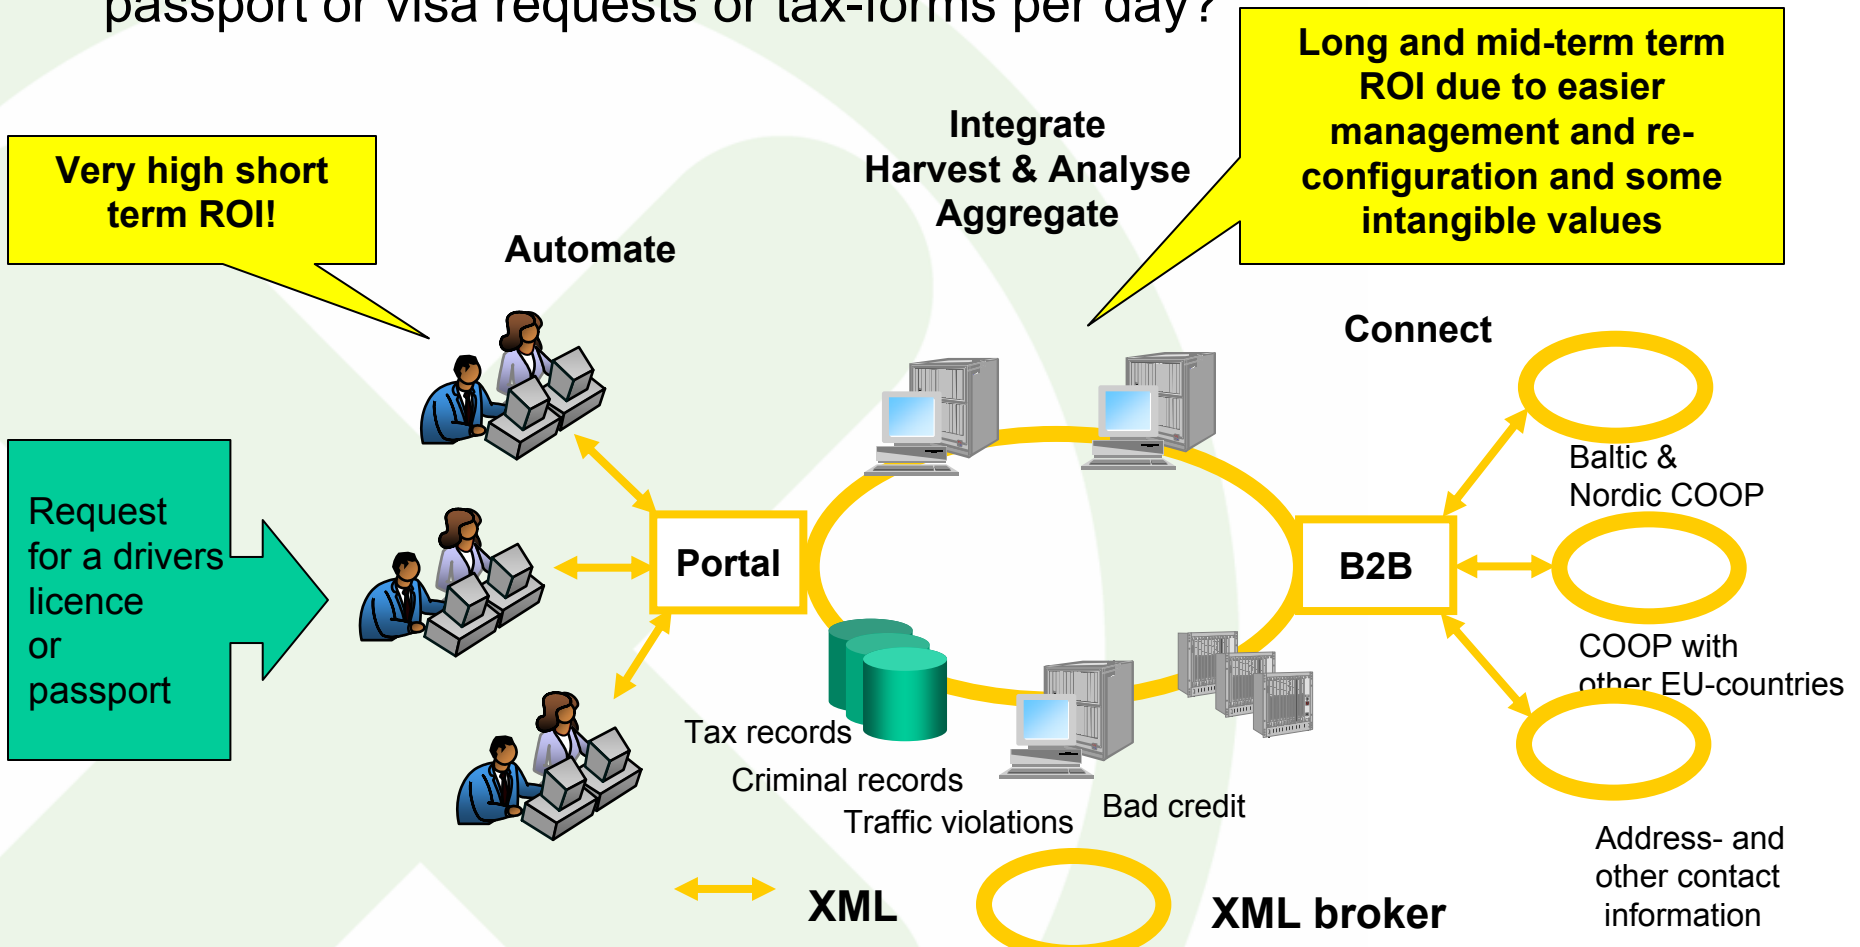 passport or visa requests or tax-forms per day?
Long and mid-term term
ROI due to easier
management and re-
configuration and some
intangible values
Integrate
Harvest & Analyse
Aggregate
Very high short
term ROI!
Automate
Connect
Request
for a drivers
licence
or
passport
Portal
B2B
Baltic &
Nordic COOP
COOP with
other EU-countries
Tax records
Criminal records
Traffic violations
Bad credit
Address- and
other contact
information
XML
XML broker